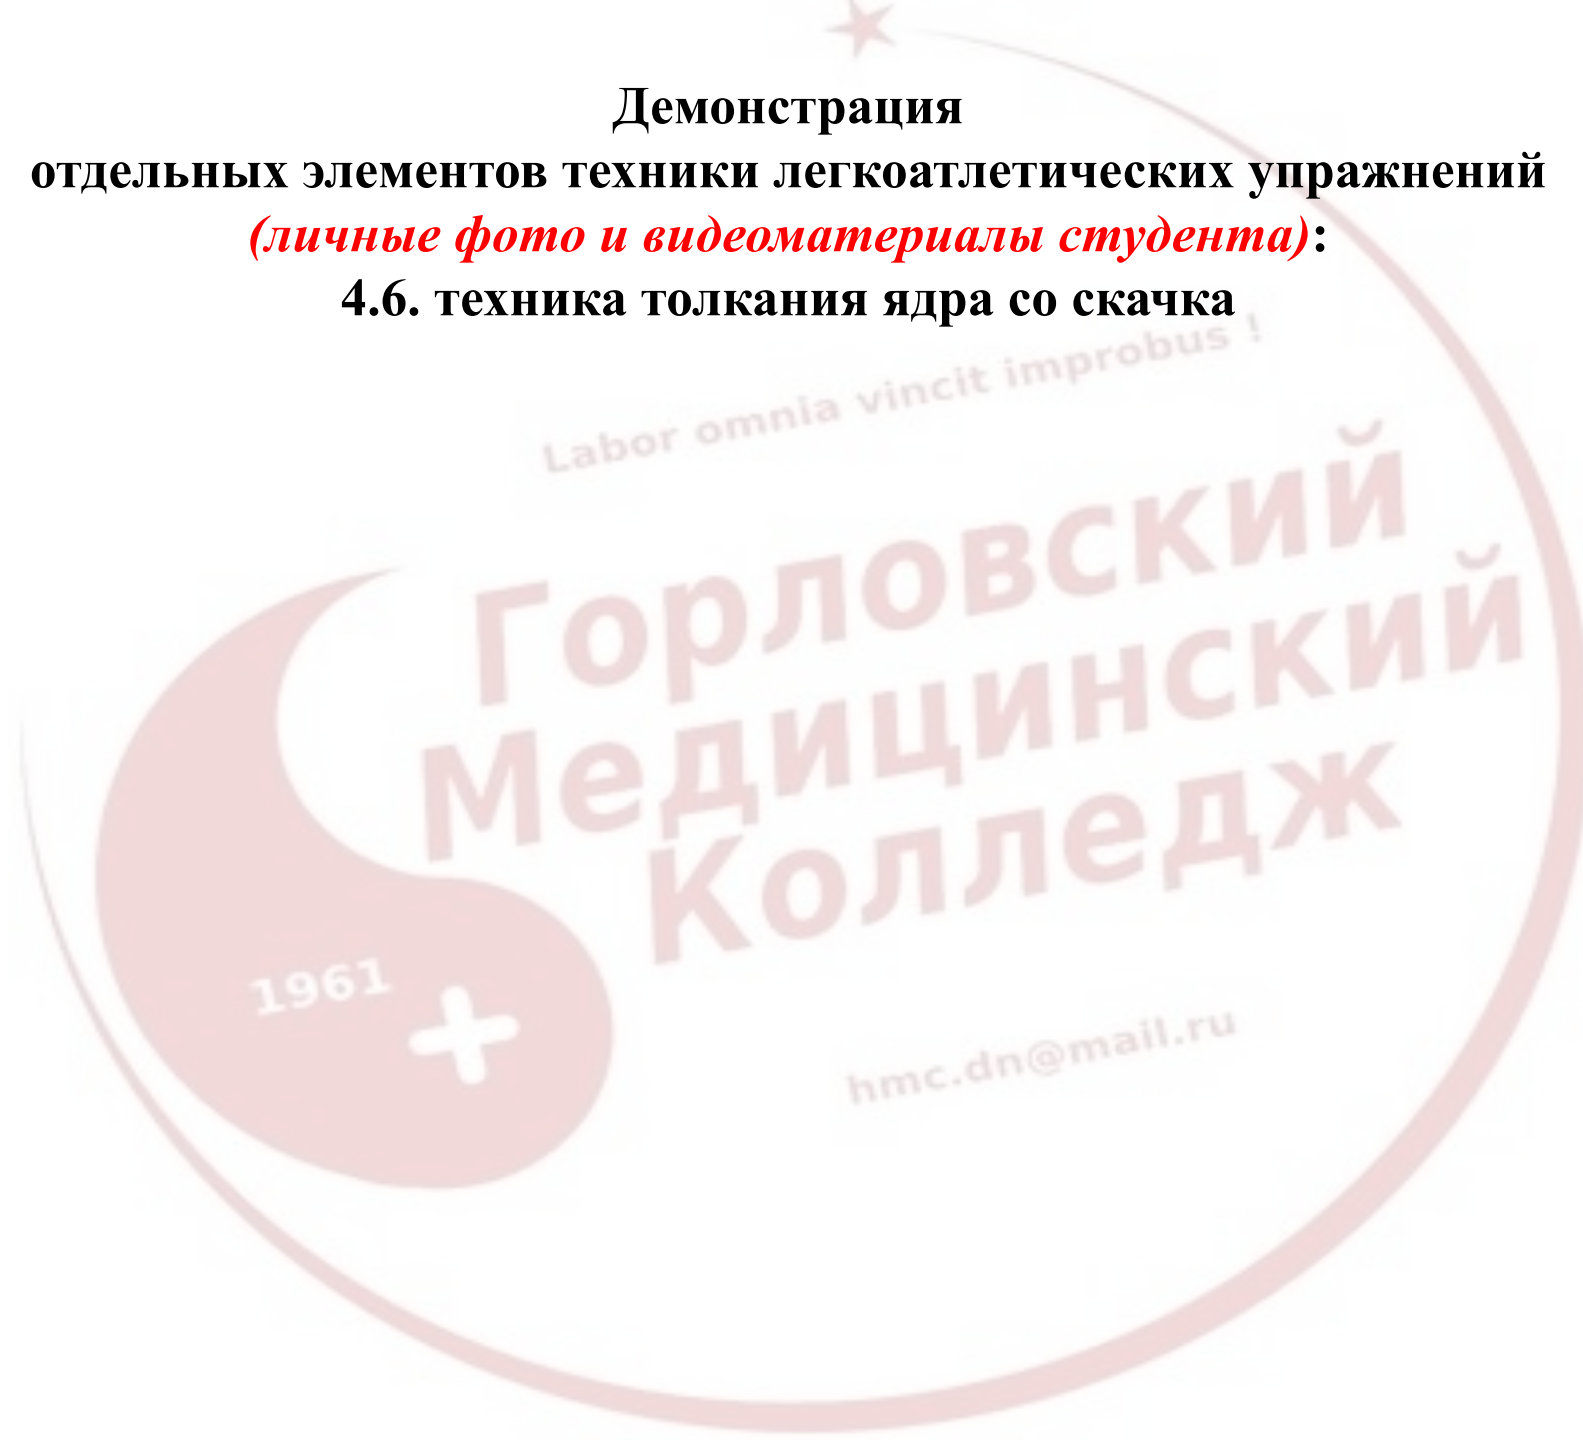 Демонстрация
отдельных элементов техники легкоатлетических упражнений
(личные фото и видеоматериалы студента):
4.6. техника толкания ядра со скачка
Labor omnia vincit improbus !
Горловский
Медицинский
Колледж
1961
hmc.dn@mail.ru